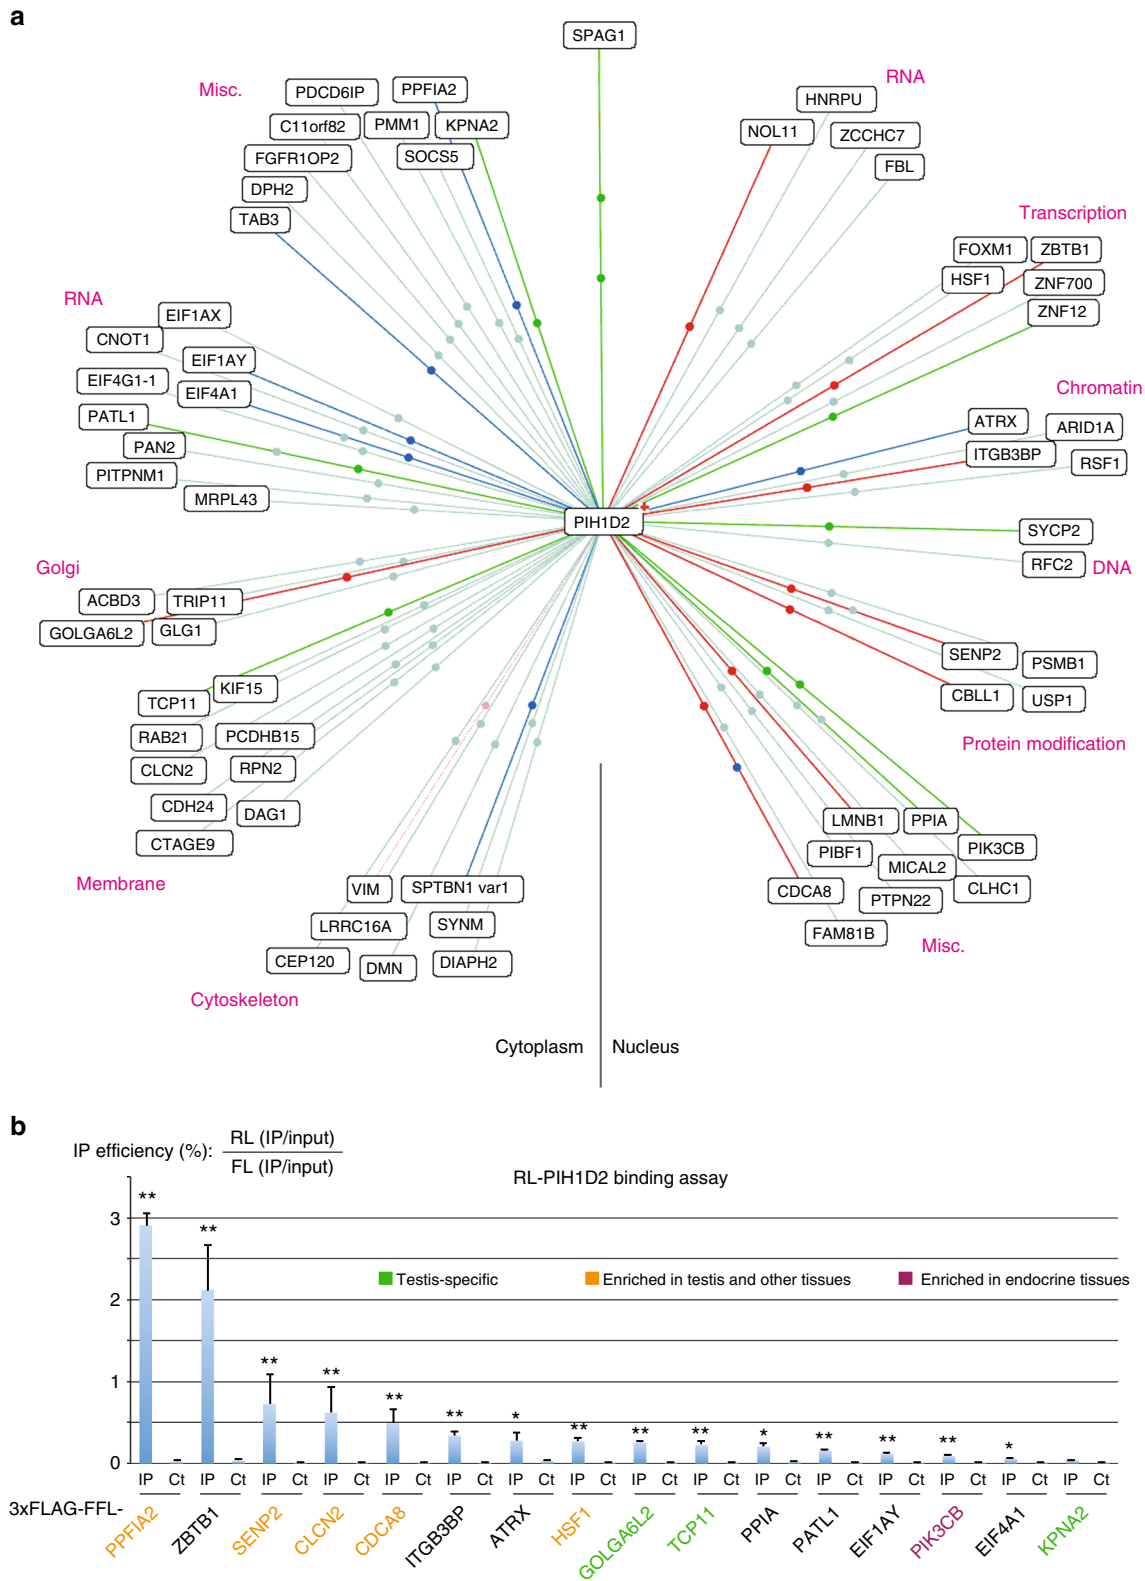 a
SPAG1
Misc.
PDCD6IP
PPFIA2
C11orf82
PMM1
KPNA2
FGFR1OP2
SOCS5
DPH2
TAB3
RNA
HNRPU
NOL11
ZCCHC7
FBL
Transcription
FOXM1
ZBTB1
HSF1
ZNF700
ZNF12
RNA
EIF1AX
CNOT1
EIF1AY
EIF4G1-1
EIF4A1
PATL1
PAN2
PITPNM1
MRPL43
Chromatin
ATRX
ARID1A
ITGB3BP
RSF1
PIH1D2
SYCP2
RFC2
DNA
Golgi
ACBD3
TRIP11
GOLGA6L2
GLG1
SENP2
PSMB1
CBLL1
USP1
Protein modification
TCP11
KIF15
RAB21
PCDHB15
CLCN2
RPN2
CDH24
DAG1
CTAGE9
Membrane
LMNB1
PPIA
PIBF1
PIK3CB
MICAL2
CDCA8
PTPN22
CLHC1
FAM81B
Misc.
VIM
SPTBN1 var1
LRRC16A
SYNM
CEP120
DMN
DIAPH2
Cytoskeleton
Cytoplasm
Nucleus
b
IP efficiency (%):
RL (IP/input)
FL (IP/input)
RL-PIH1D2 binding assay
Testis-specific
Enriched in testis and other tissues
Enriched in endocrine tissues
3
2
1
0
** ** ** ** ** ** * ** ** ** * ** ** ** *
IP Ct IP Ct IP Ct IP Ct IP Ct IP Ct IP Ct IP Ct IP Ct IP Ct IP Ct IP Ct IP Ct IP Ct IP Ct IP Ct
3xFLAG-FFL-
PPFIA2
ZBTB1
SENP2
CLCN2
CDCA8
ITGB3BP
ATRX
HSF1
GOLGA6L2
TCP11
PPIA
PATL1
EIF1AY
PIK3CB
EIF4A1
KPNA2